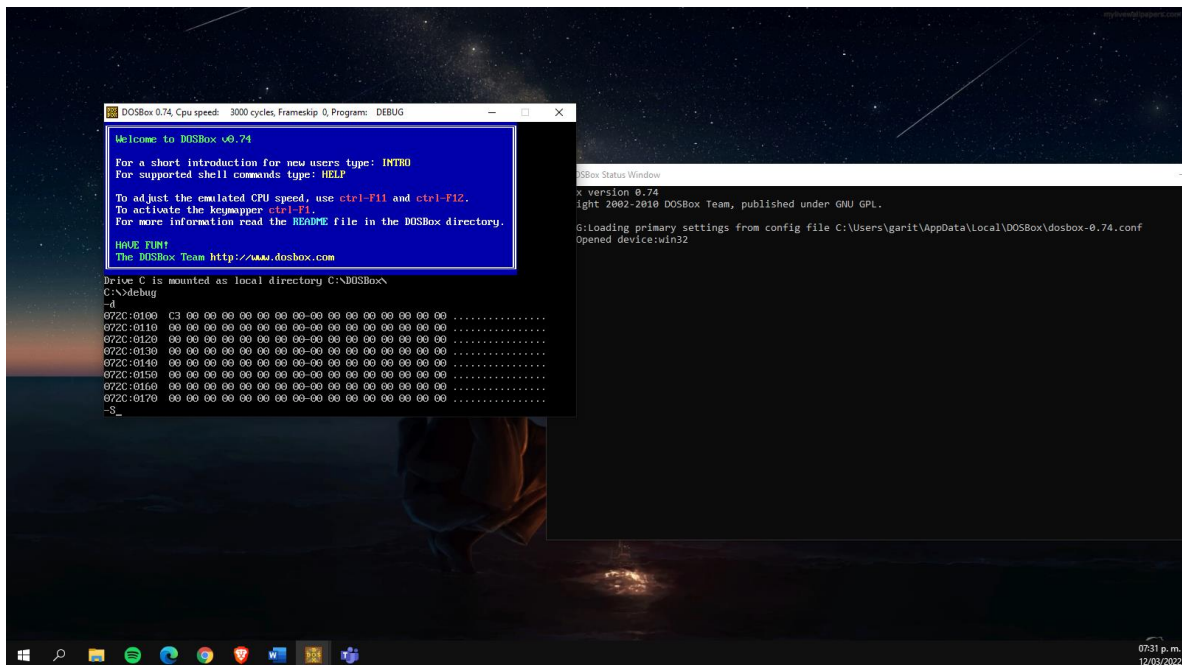 mylivewallpapers.com
DOSBox 0.74, Cpu speed: 3000 cycles, Frameskip 0, Program: DEBUG
Welcome to DOSBox v0.74
For a short introduction for new users type: INTRO
For supported shell commands type: HELP
To adjust the emulated CPU speed, use ctrl-F11 and ctrl-F12.
To activate the keymapper ctrl-F1.
For more information read the README file in the DOSBox directory.
HAVE FUN!
The DOSBox Team http://www.dosbox.com
Drive C is mounted as local directory C:\DOSBox\
C:\>debug
-d
072C:0100 C3 00 00 00 00 00 00 00-00 00 00 00 00 00 00 00 ................
072C:0110 00 00 00 00 00 00 00 00-00 00 00 00 00 00 00 00 ................
072C:0120 00 00 00 00 00 00 00 00-00 00 00 00 00 00 00 00 ................
072C:0130 00 00 00 00 00 00 00 00-00 00 00 00 00 00 00 00 ................
072C:0140 00 00 00 00 00 00 00 00-00 00 00 00 00 00 00 00 ................
072C:0150 00 00 00 00 00 00 00 00-00 00 00 00 00 00 00 00 ................
072C:0160 00 00 00 00 00 00 00 00-00 00 00 00 00 00 00 00 ................
072C:0170 00 00 00 00 00 00 00 00-00 00 00 00 00 00 00 00 ................
-S_
OSBox Status Window
x version 0.74
ight 2002-2010 DOSBox Team, published under GNU GPL.
G:Loading primary settings from config file C:\Users\garit\AppData\Local\DOSBox\dosbox-0.74.conf
Opened device:win32
07:31 p. m.
12/03/2022